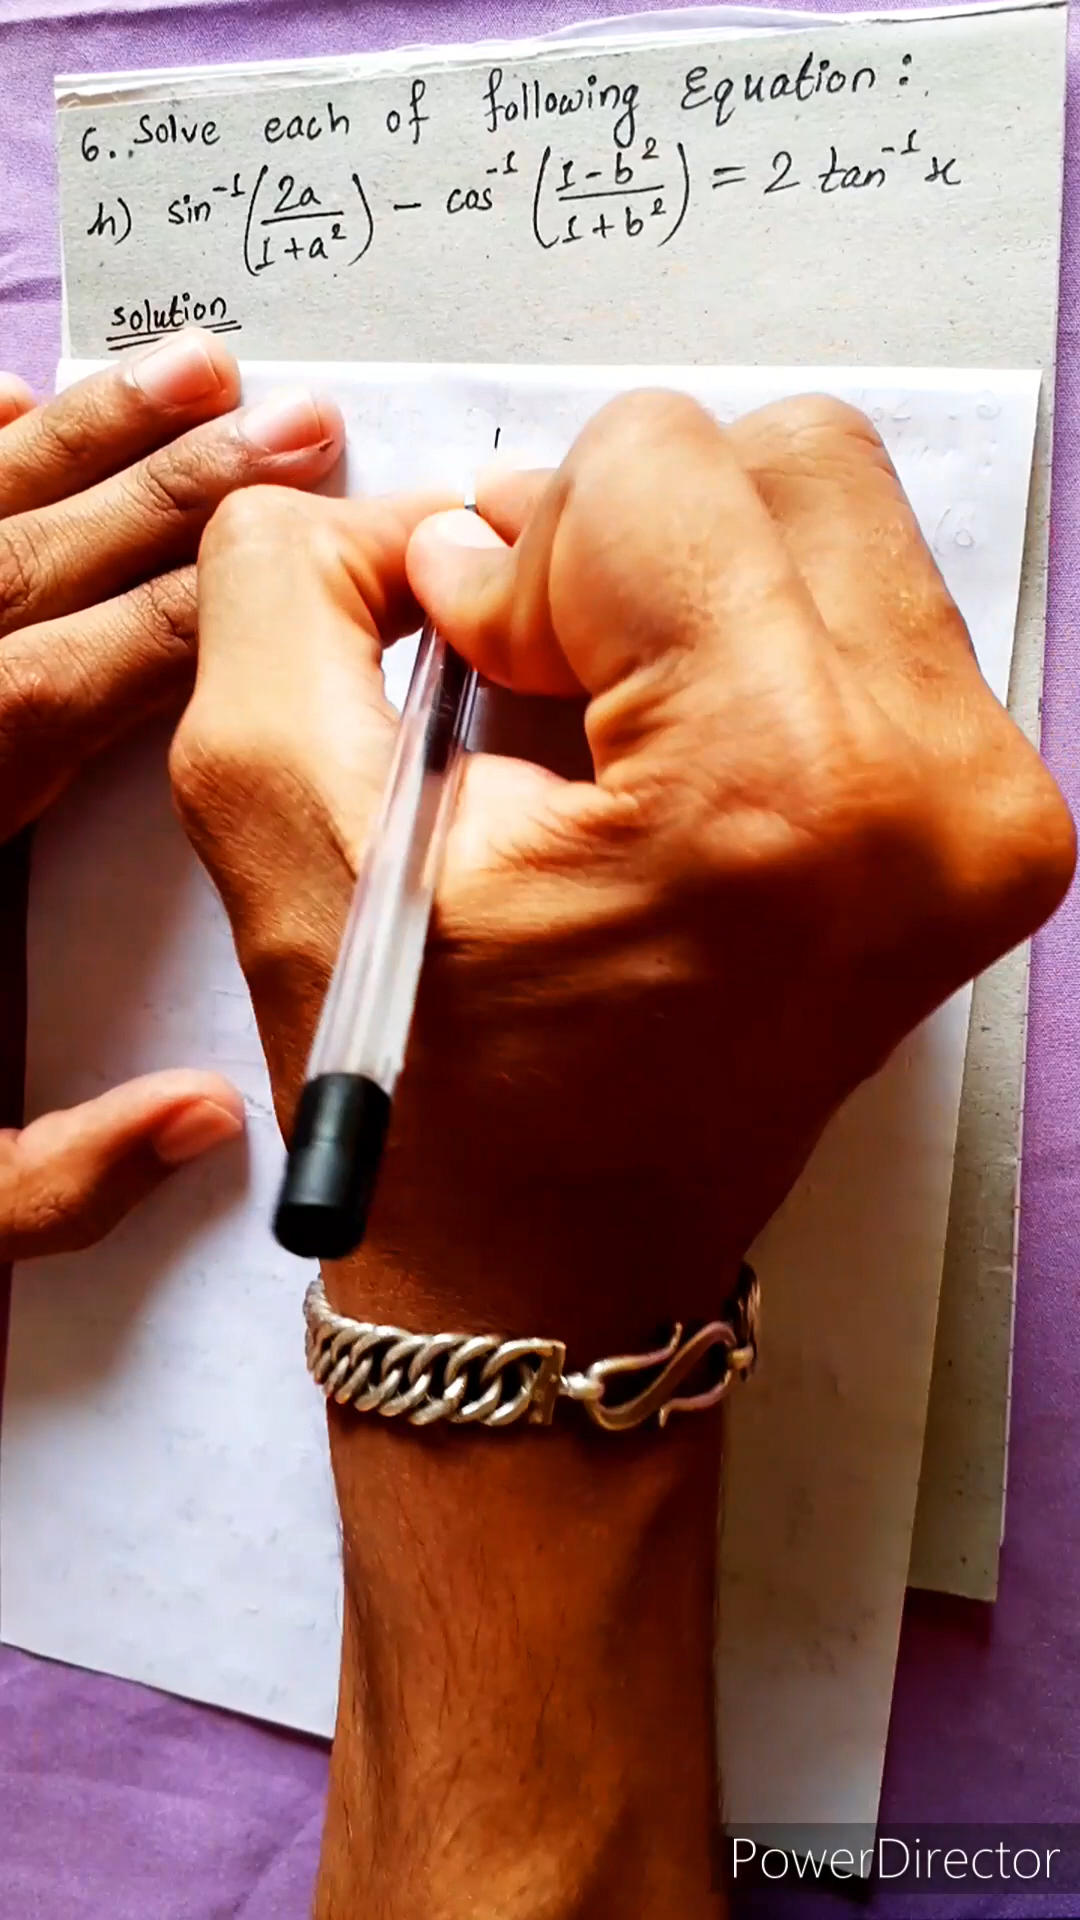 6. Solve each of following Equation:
h) sin⁻¹(2a/1+a²) - cos⁻¹(1-b²/1+b²) = 2 tan⁻¹x
solution
PowerDirector